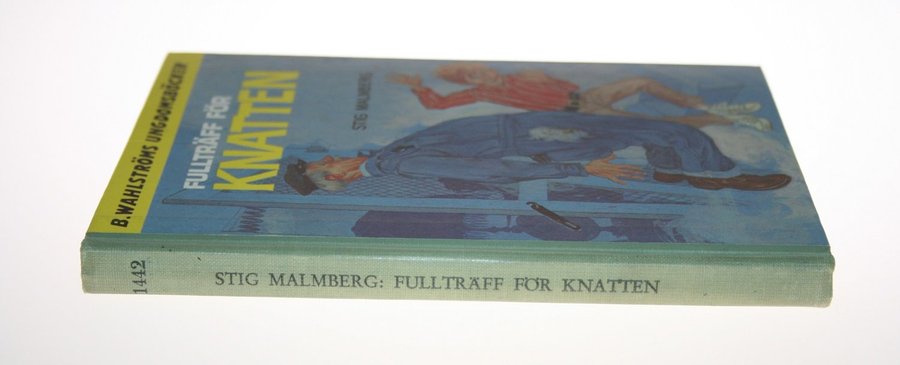 B.WAHLSTRÖMS UNGDOMSBÖCKER
FULLTRÄFF FÖR
KNATTEN
STIG MALMBERG
1442
STIG MALMBERG: FULLTRÄFF FÖR KNATTEN